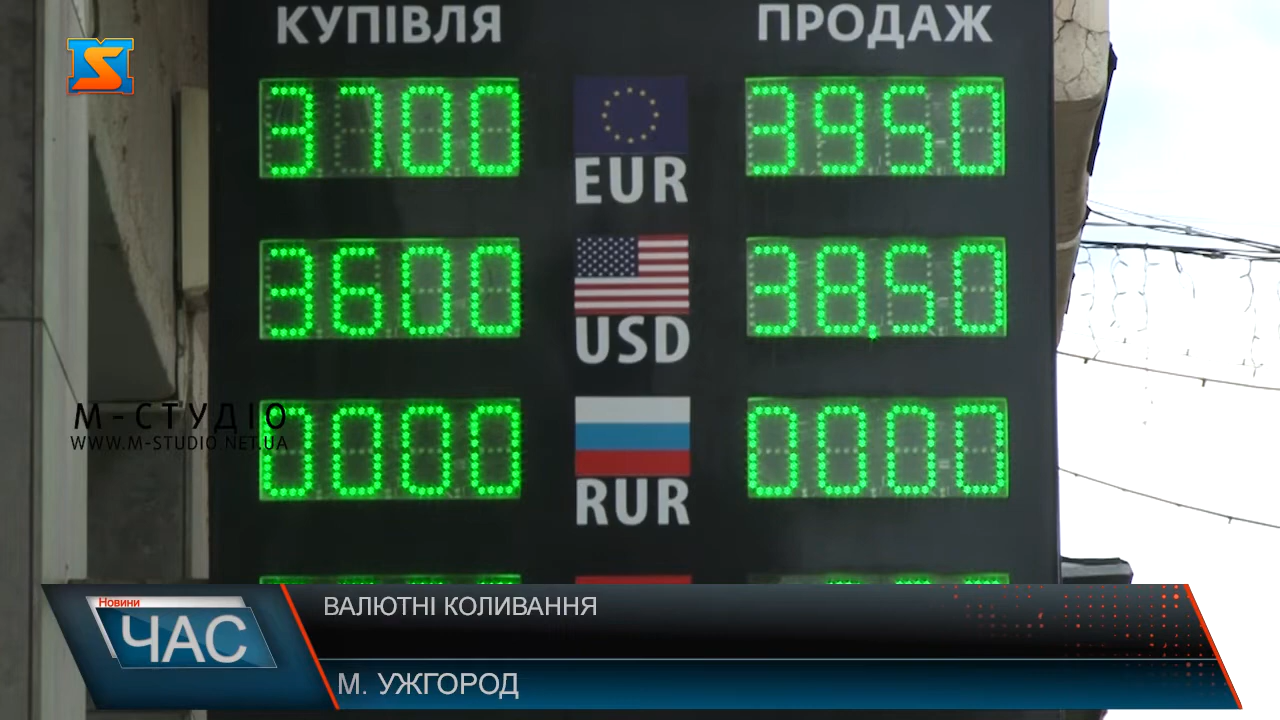 КУПІВЛЯ ПРОДАЖ
3700 EUR 3950
3600 USD 38.50
0000 RUR 0000
М-СТУДІО
WWW.M-STUDIO.NET.UA
Новини
ЧАС
ВАЛЮТНІ КОЛИВАННЯ
М. УЖГОРОД